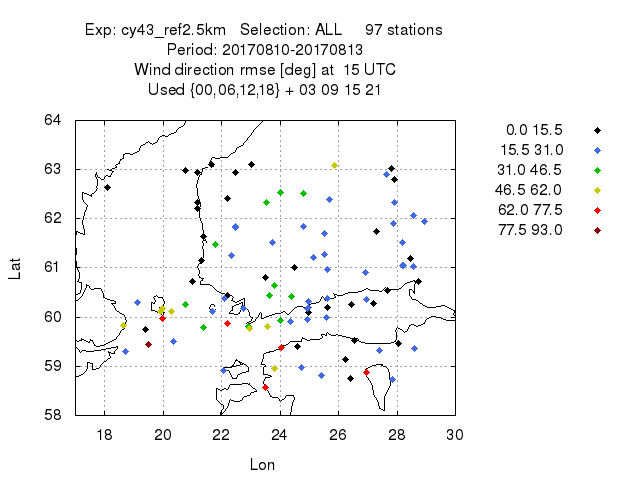 Exp: cy43_ref2.5km   Selection: ALL     97 stations
Period: 20170810-20170813
Wind direction rmse [deg] at  15 UTC
Used {00,06,12,18} + 03 09 15 21
64
63
62
61
60
59
58
Lat
18 20 22 24 26 28 30
Lon
0.0 15.5
15.5 31.0
31.0 46.5
46.5 62.0
62.0 77.5
77.5 93.0